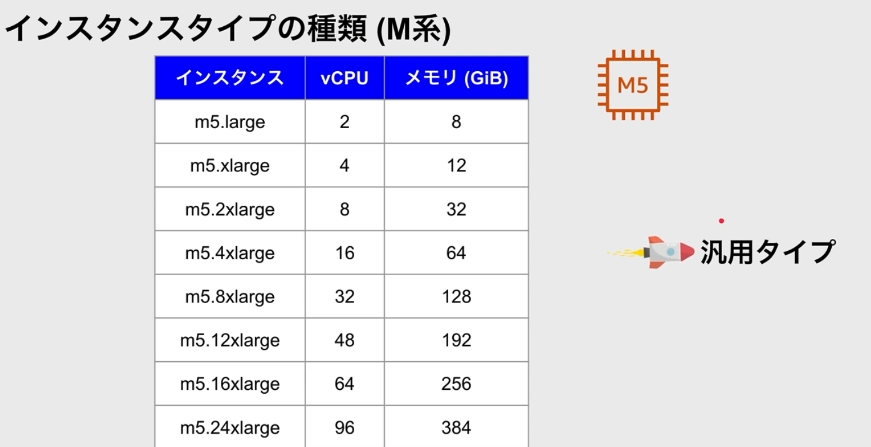 インスタンスタイプの種類 (M系)
インスタンス vCPU メモリ (GiB)
M5
m5.large 2 8
m5.xlarge 4 12
m5.2xlarge 8 32
m5.4xlarge 16 64
汎用タイプ
m5.8xlarge 32 128
m5.12xlarge 48 192
m5.16xlarge 64 256
m5.24xlarge 96 384